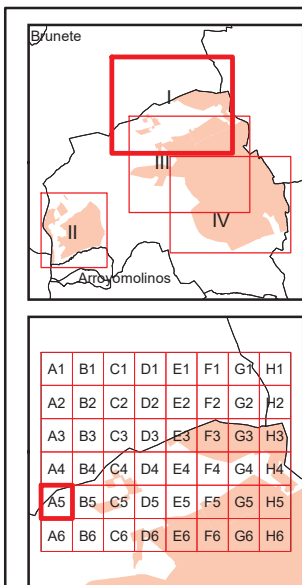 Brunete
I
III
IV
II
Arroyomolinos
A1 B1 C1 D1 E1 F1 G1 H1
A2 B2 C2 D2 E2 F2 G2 H2
A3 B3 C3 D3 E3 F3 G3 H3
A4 B4 C4 D4 E4 F4 G4 H4
A5 B5 C5 D5 E5 F5 G5 H5
A6 B6 C6 D6 E6 F6 G6 H6